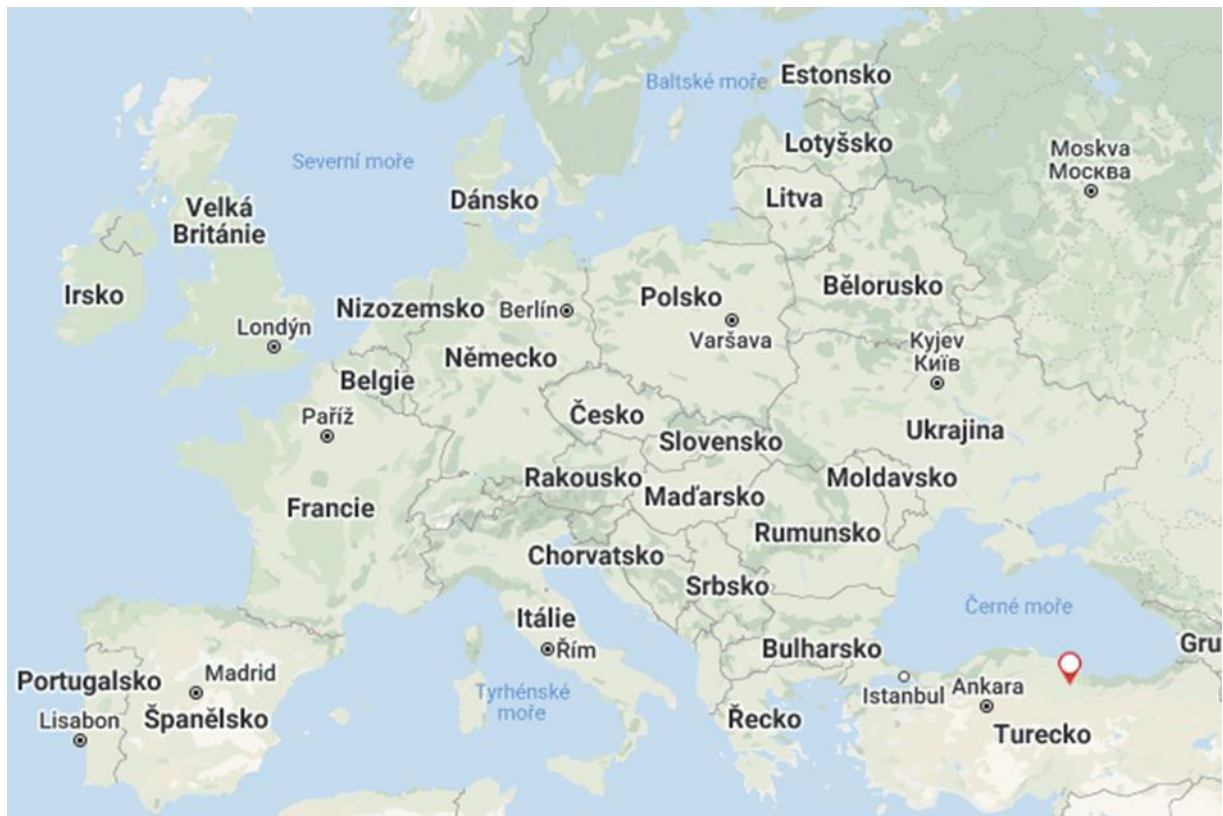 Baltské moře
Estonsko
Severní moře
Lotyšsko
Moskva
Москва
Dánsko
Litva
Velká
Británie
Irsko
Nizozemsko
Berlín
Polsko
Bělorusko
Londýn
Varšava
Kyjev
Київ
Německo
Belgie
Paříž
Česko
Slovensko
Ukrajina
Rakousko
Maďarsko
Moldavsko
Francie
Rumunsko
Chorvatsko
Srbsko
Černé moře
Itálie
Řím
Bulharsko
Gru
Portugalsko
Madrid
Tyrhénské
moře
Istanbul
Ankara
Lisabon
Španělsko
Řecko
Turecko